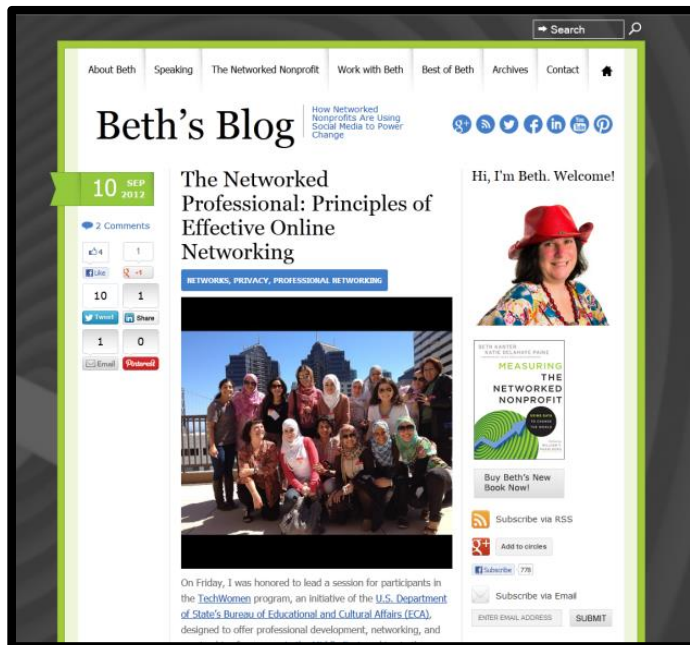 Search
About Beth Speaking The Networked Nonprofit Work with Beth Best of Beth Archives Contact
Beth's Blog
How Networked
Nonprofits Are Using
Social Media to Power
Change
10 SEP
2012
2 Comments
4 1
Like +1
10 1
Tweet Share
1 0
Email Pinterest
The Networked
Professional: Principles of
Effective Online
Networking
NETWORKS, PRIVACY, PROFESSIONAL NETWORKING
On Friday, I was honored to lead a session for participants in
the TechWomen program, an initiative of the U.S. Department
of State's Bureau of Educational and Cultural Affairs (ECA),
designed to offer professional development, networking, and
Hi, I'm Beth. Welcome!
BETH KANTER
KATIE DELAHAYE PAINE
MEASURING
THE
NETWORKED
NONPROFIT
USING DATA
TO CHANGE
THE WORLD
Buy Beth's New
Book Now!
Subscribe via RSS
Add to circles
Subscribe 778
Subscribe via Email
ENTER EMAIL ADDRESS SUBMIT